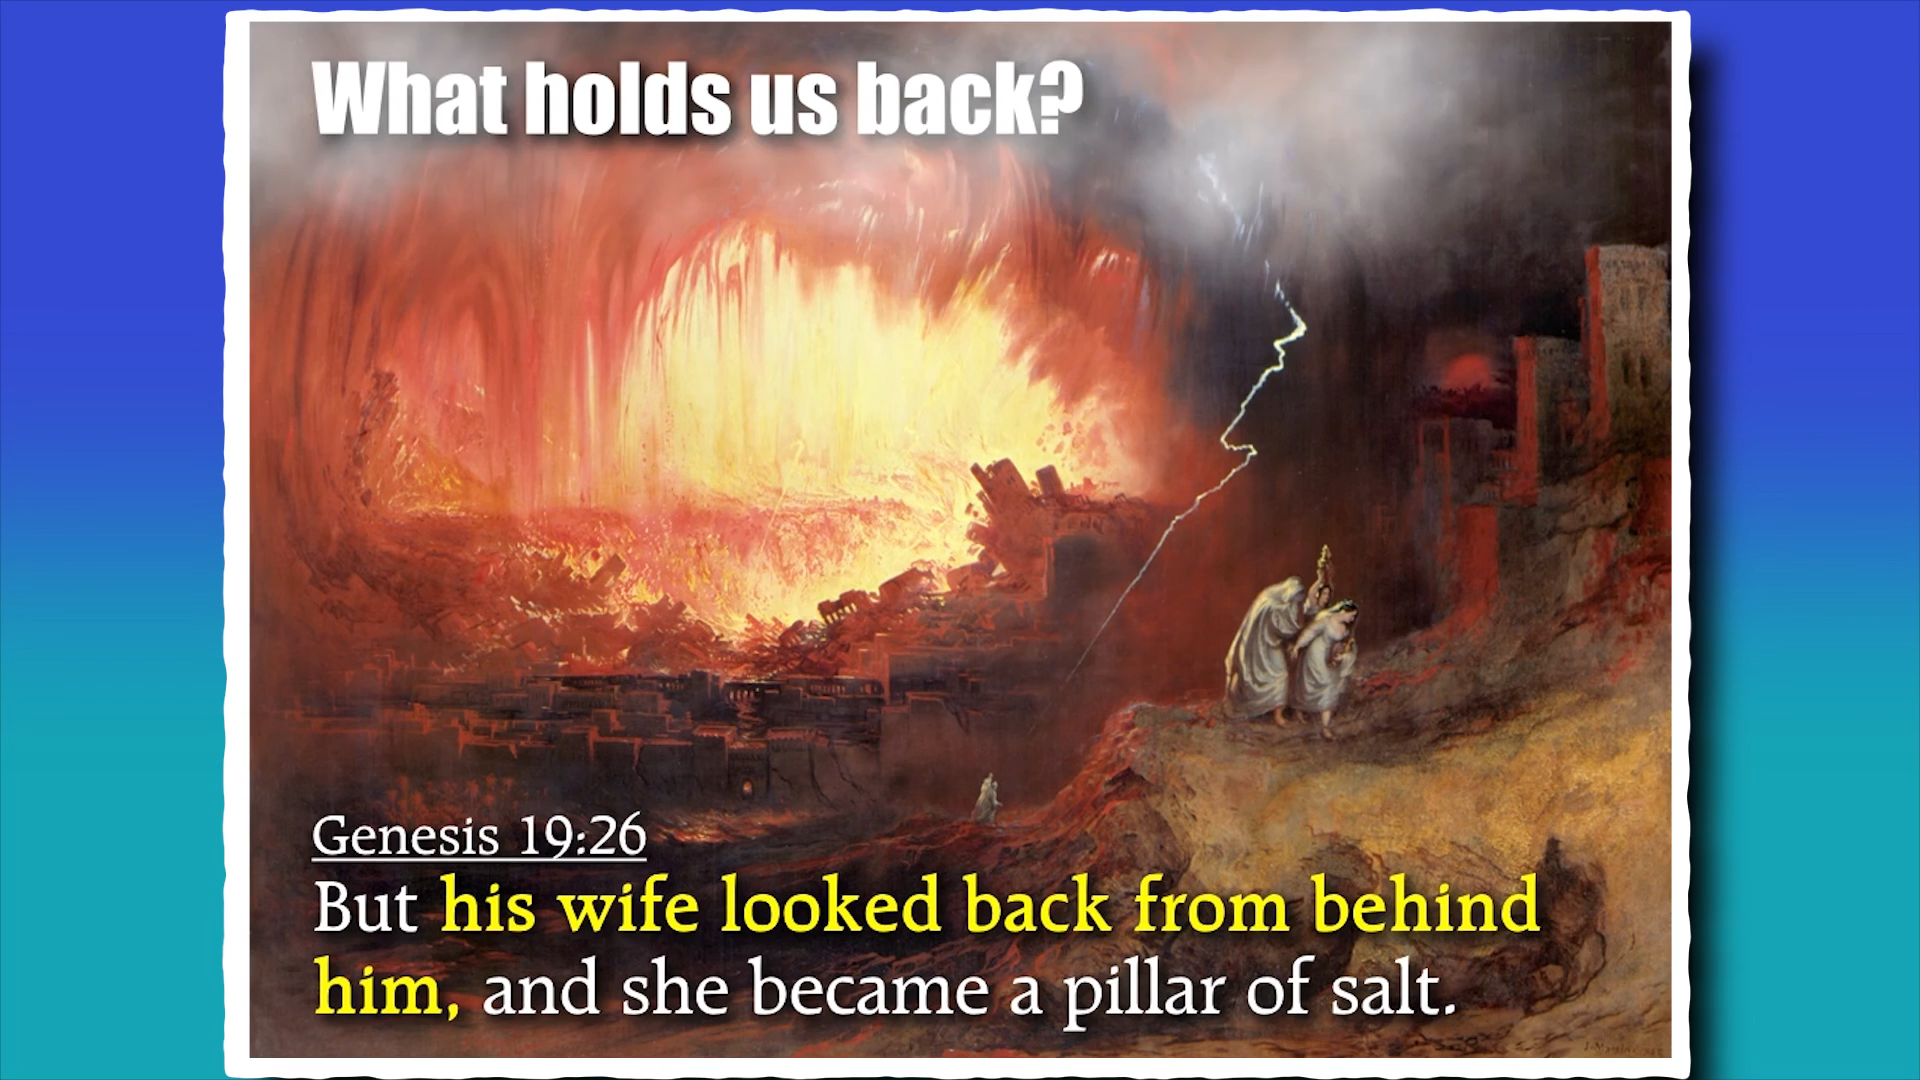 What holds us back?
Genesis 19:26
But his wife looked back from behind
him, and she became a pillar of salt.